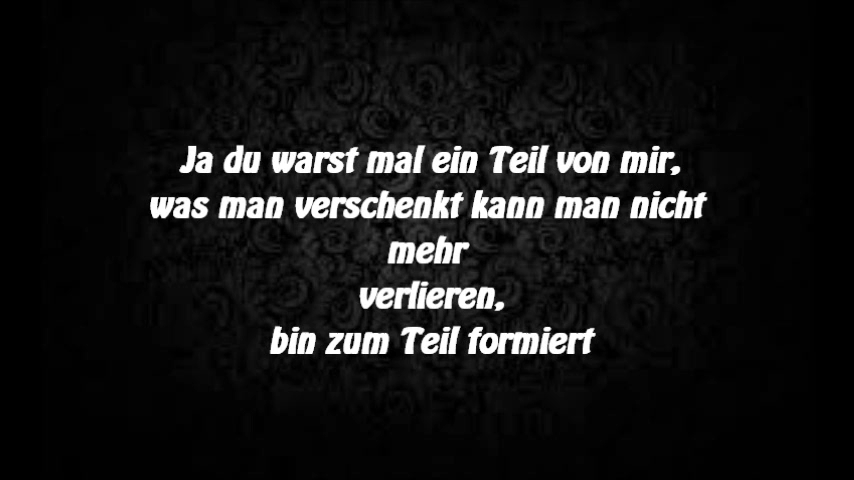 Ja du warst mal ein Teil von mir,
was man verschenkt kann man nicht
mehr
verlieren,
bin zum Teil formiert